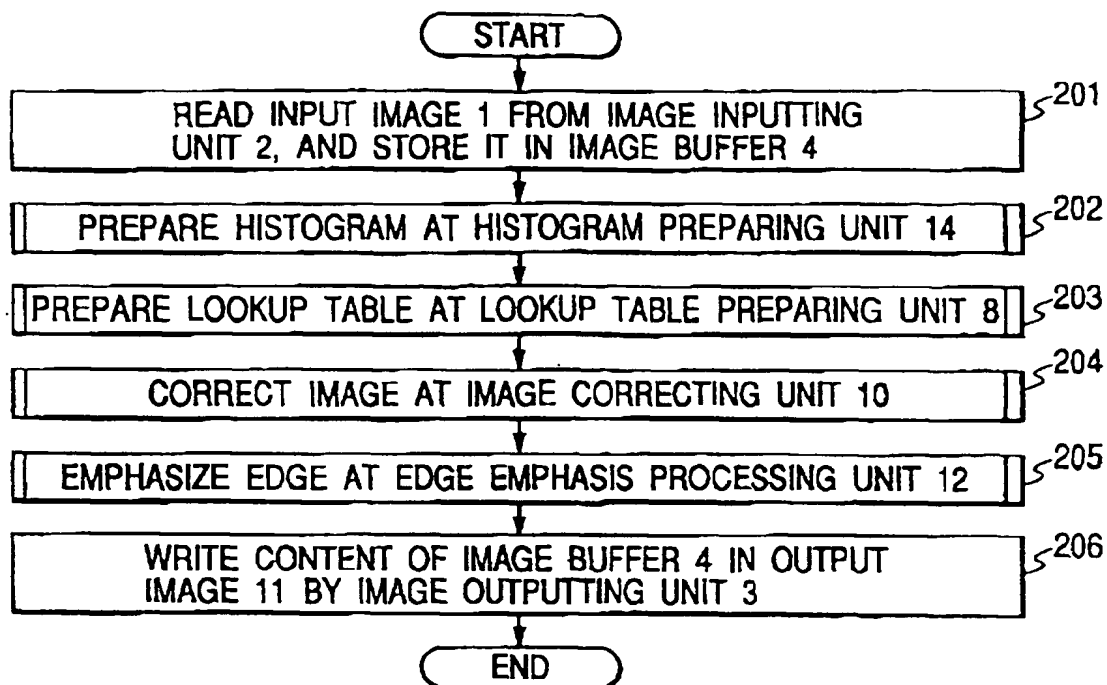 START
READ INPUT IMAGE 1 FROM IMAGE INPUTTING
UNIT 2, AND STORE IT IN IMAGE BUFFER 4
201
PREPARE HISTOGRAM AT HISTOGRAM PREPARING UNIT 14
202
PREPARE LOOKUP TABLE AT LOOKUP TABLE PREPARING UNIT 8
203
CORRECT IMAGE AT IMAGE CORRECTING UNIT 10
204
EMPHASIZE EDGE AT EDGE EMPHASIS PROCESSING UNIT 12
205
WRITE CONTENT OF IMAGE BUFFER 4 IN OUTPUT
IMAGE 11 BY IMAGE OUTPUTTING UNIT 3
206
END